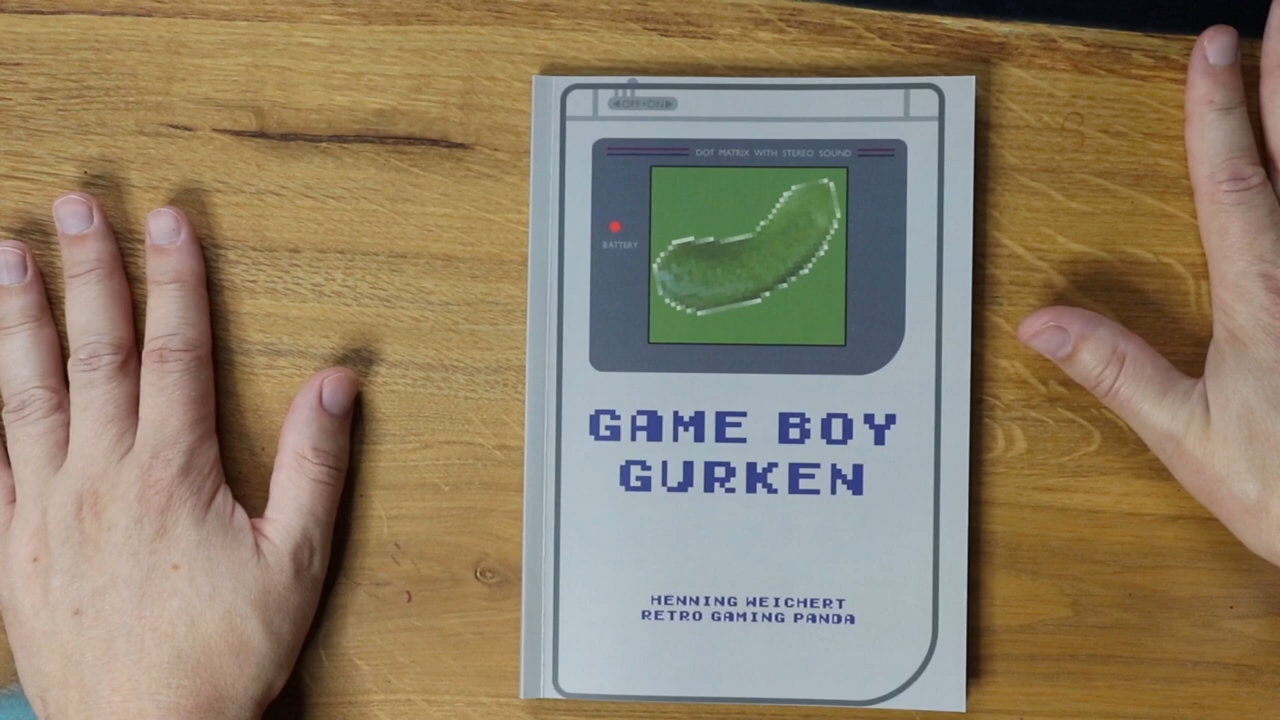 ◀OFF•ON▶
DOT MATRIX WITH STEREO SOUND
BATTERY
GAME BOY
GURKEN
HENNING WEICHERT
RETRO GAMING PANDA